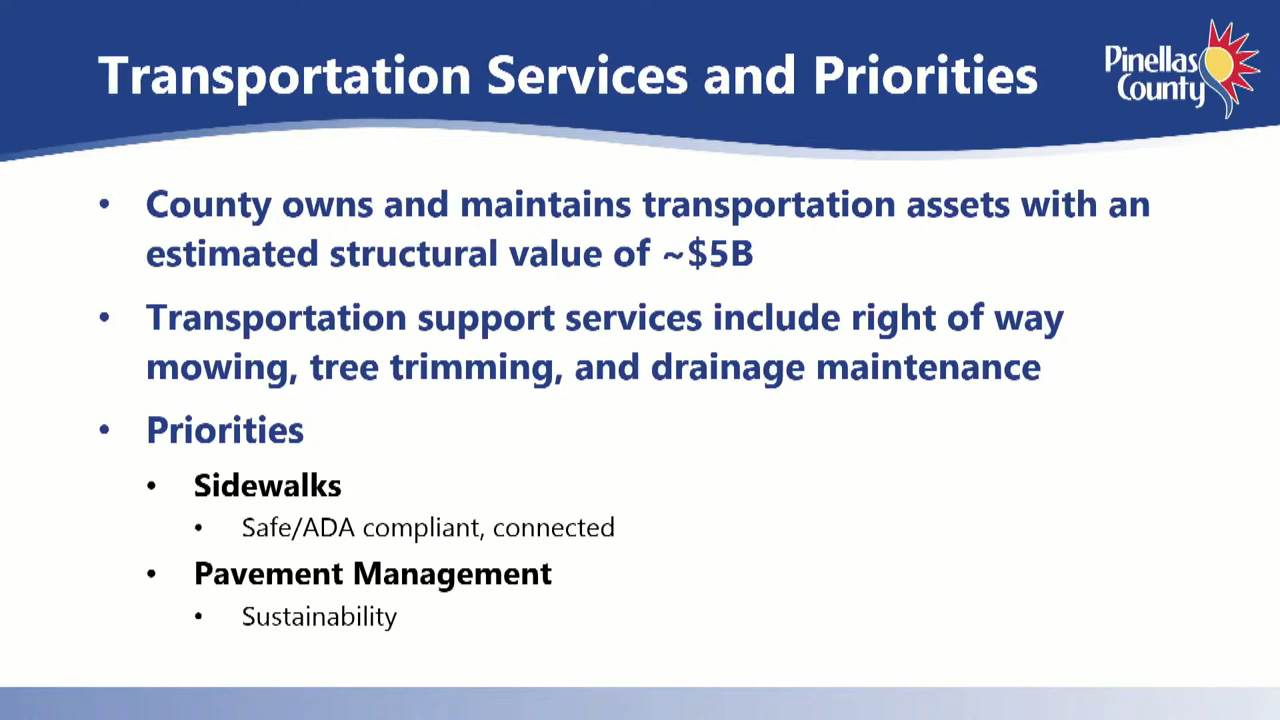 Transportation Services and Priorities
Pinellas
County
• County owns and maintains transportation assets with an
estimated structural value of ~$5B
• Transportation support services include right of way
mowing, tree trimming, and drainage maintenance
• Priorities
• Sidewalks
• Safe/ADA compliant, connected
• Pavement Management
• Sustainability